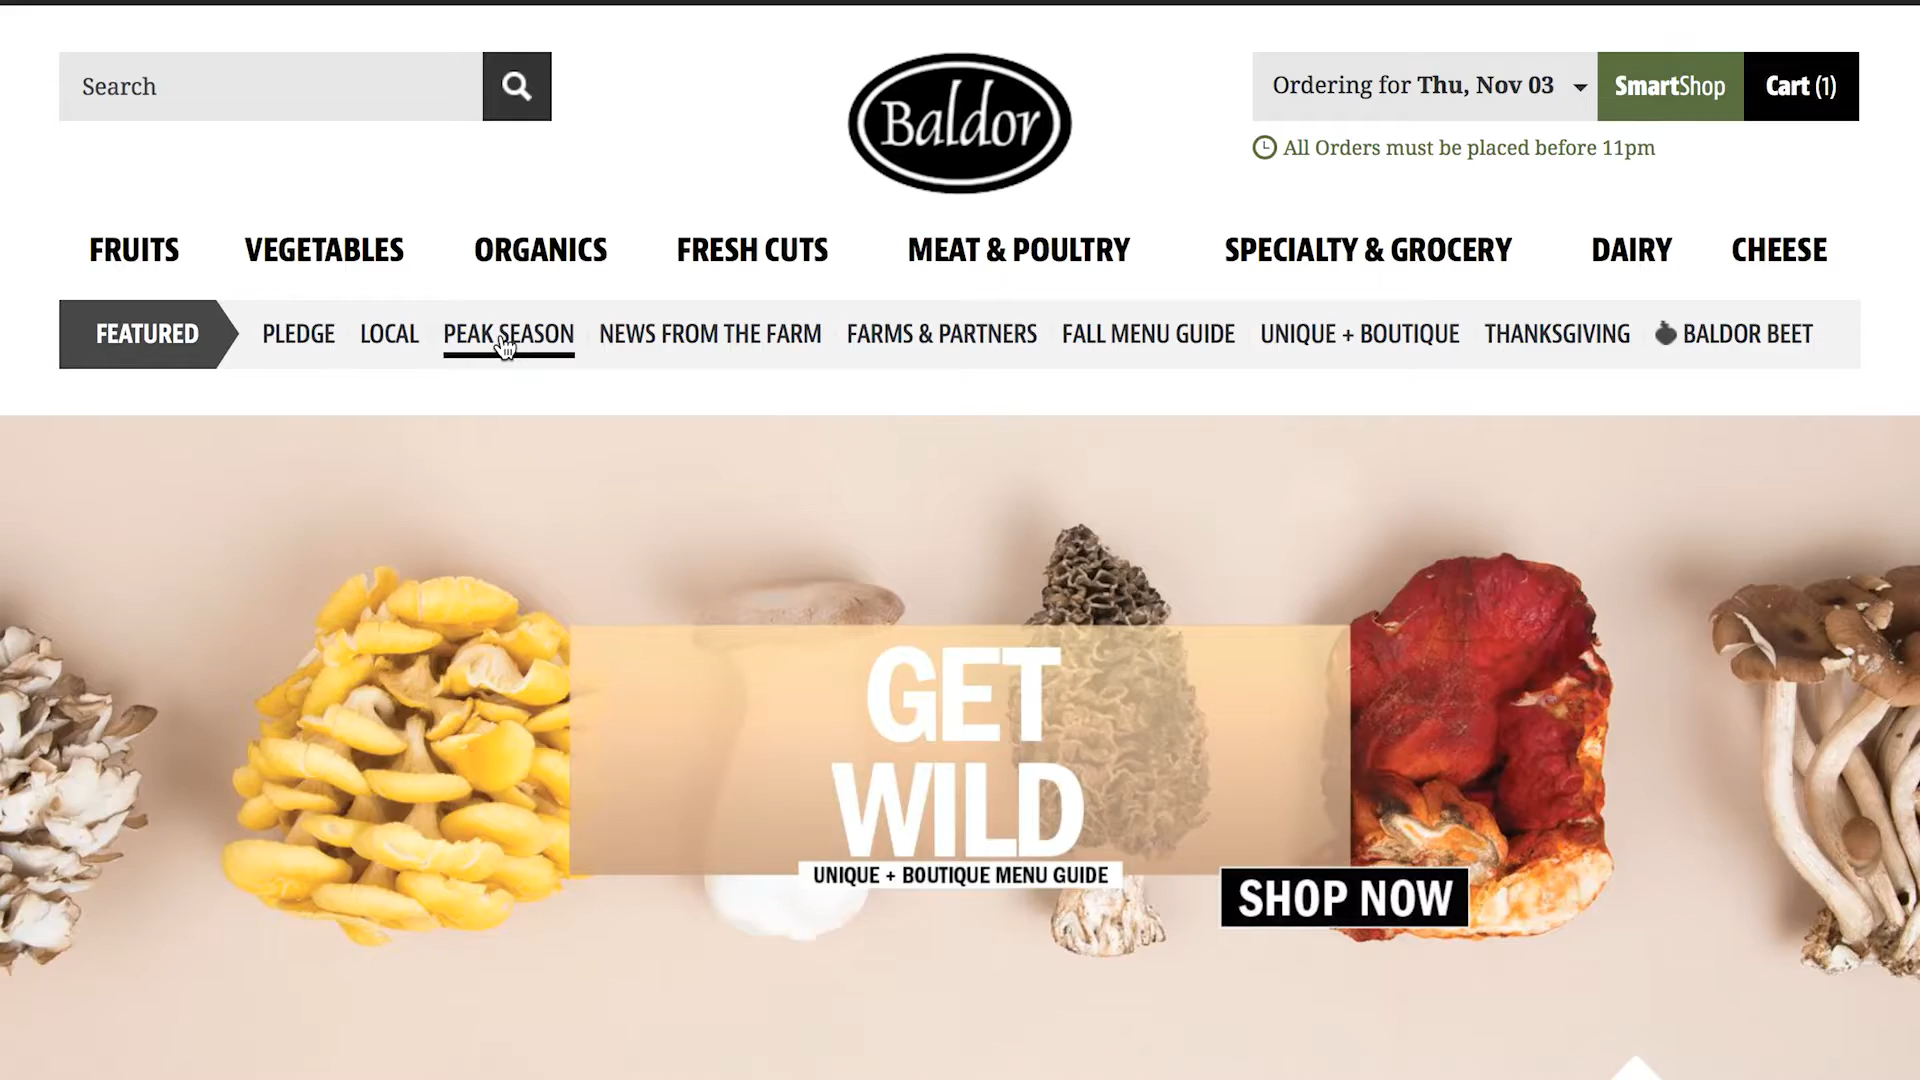 Search
Baldor
Ordering for Thu, Nov 03
SmartShop
Cart (1)
All Orders must be placed before 11pm
FRUITS
VEGETABLES
ORGANICS
FRESH CUTS
MEAT & POULTRY
SPECIALTY & GROCERY
DAIRY
CHEESE
FEATURED
PLEDGE
LOCAL
PEAK SEASON
NEWS FROM THE FARM
FARMS & PARTNERS
FALL MENU GUIDE
UNIQUE + BOUTIQUE
THANKSGIVING
BALDOR BEET
GET
WILD
UNIQUE + BOUTIQUE MENU GUIDE
SHOP NOW